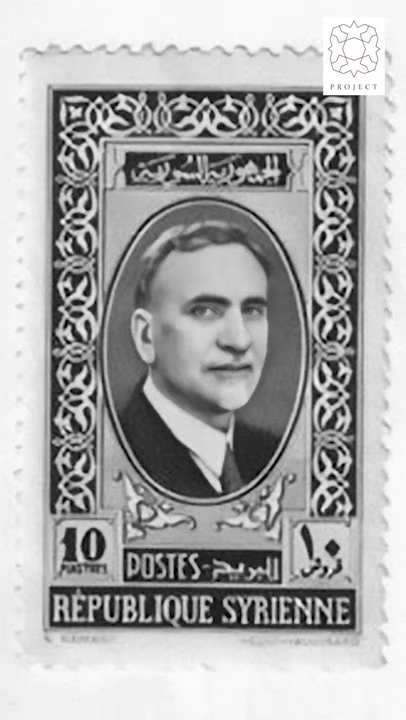 PROJECT
الجمهورية السورية
10
PIASTRES
POSTES - البريد
١٠
قروش
RÉPUBLIQUE SYRIENNE